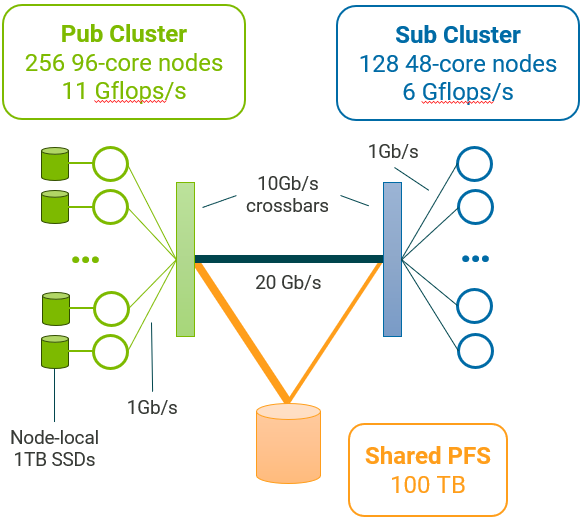 Pub Cluster
256 96-core nodes
11 Gflops/s
Sub Cluster
128 48-core nodes
6 Gflops/s
1Gb/s
10Gb/s
crossbars
20 Gb/s
1Gb/s
Node-local
1TB SSDs
Shared PFS
100 TB